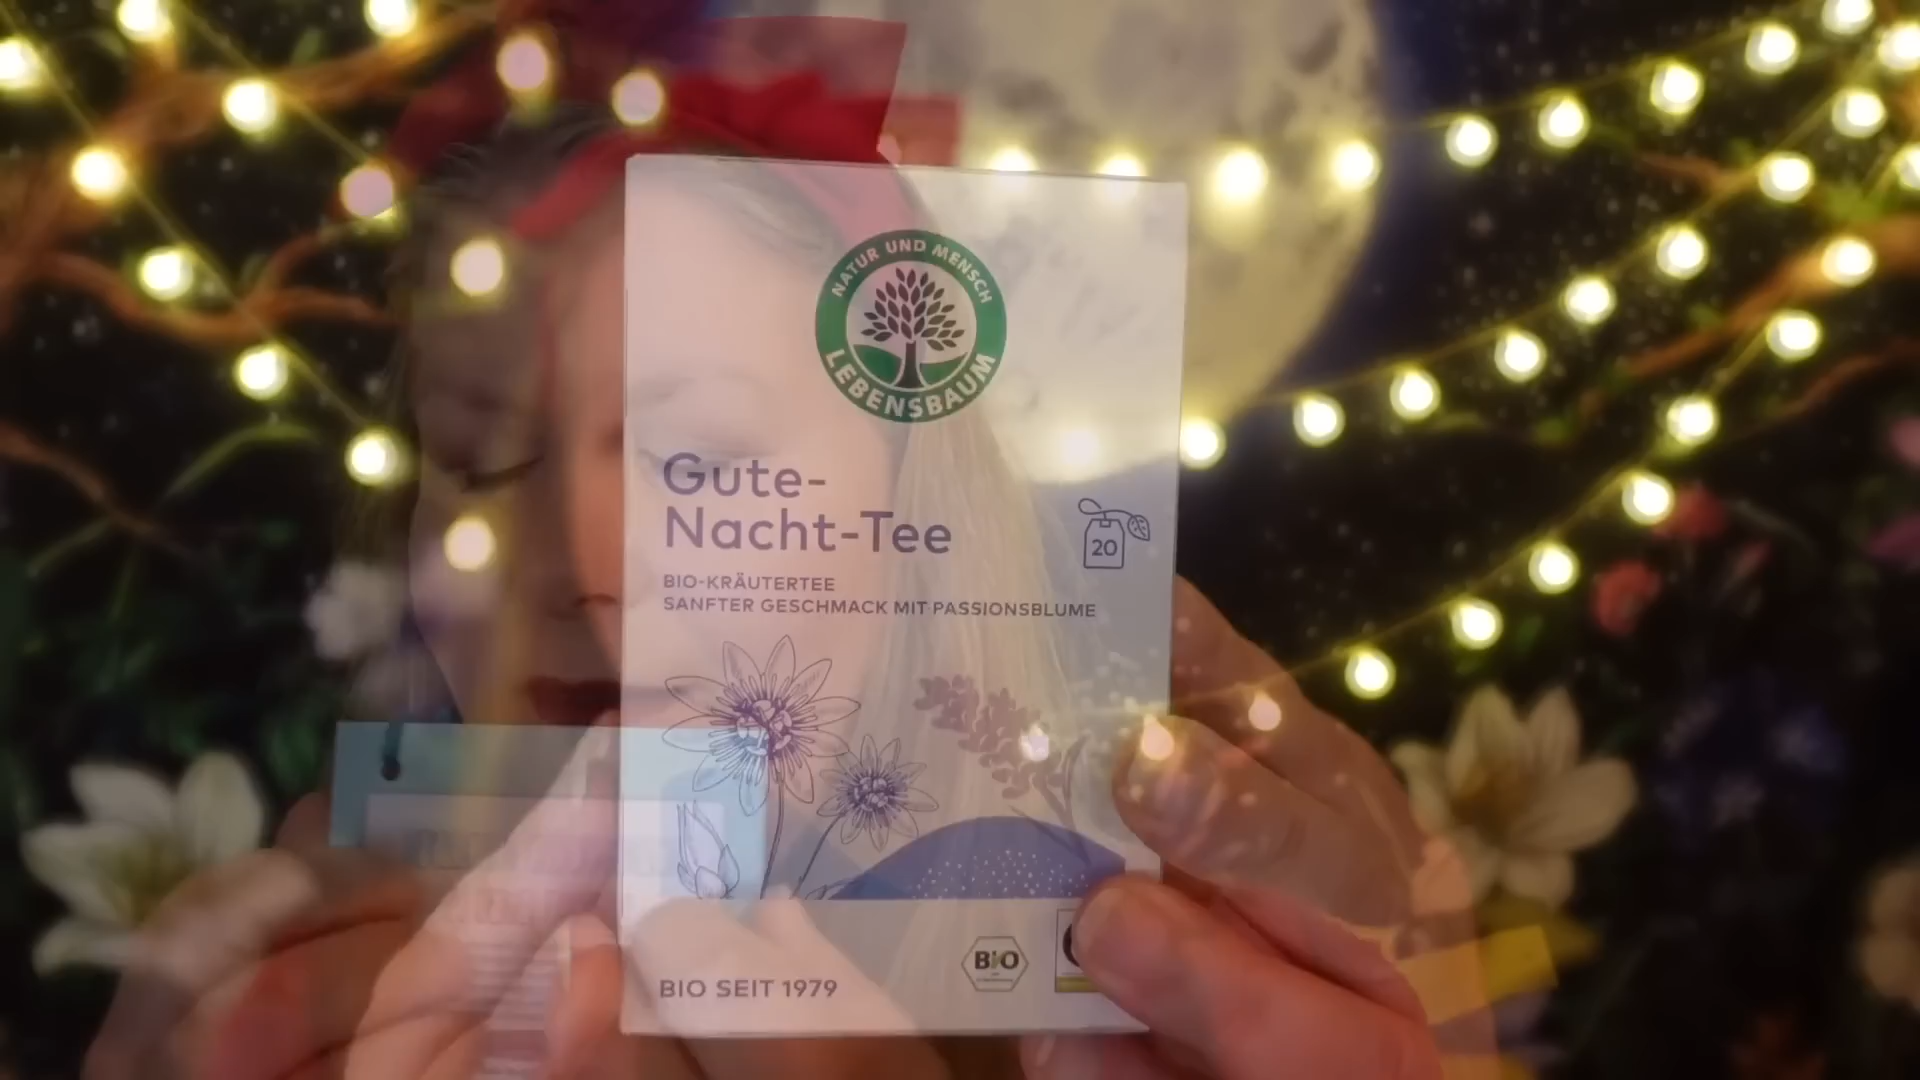 NATUR UND MENSCH
LEBENSBAUM
Gute-
Nacht-Tee
20
BIO-KRÄUTERTEE
SANFTER GESCHMACK MIT PASSIONSBLUME
BIO
BIO SEIT 1979